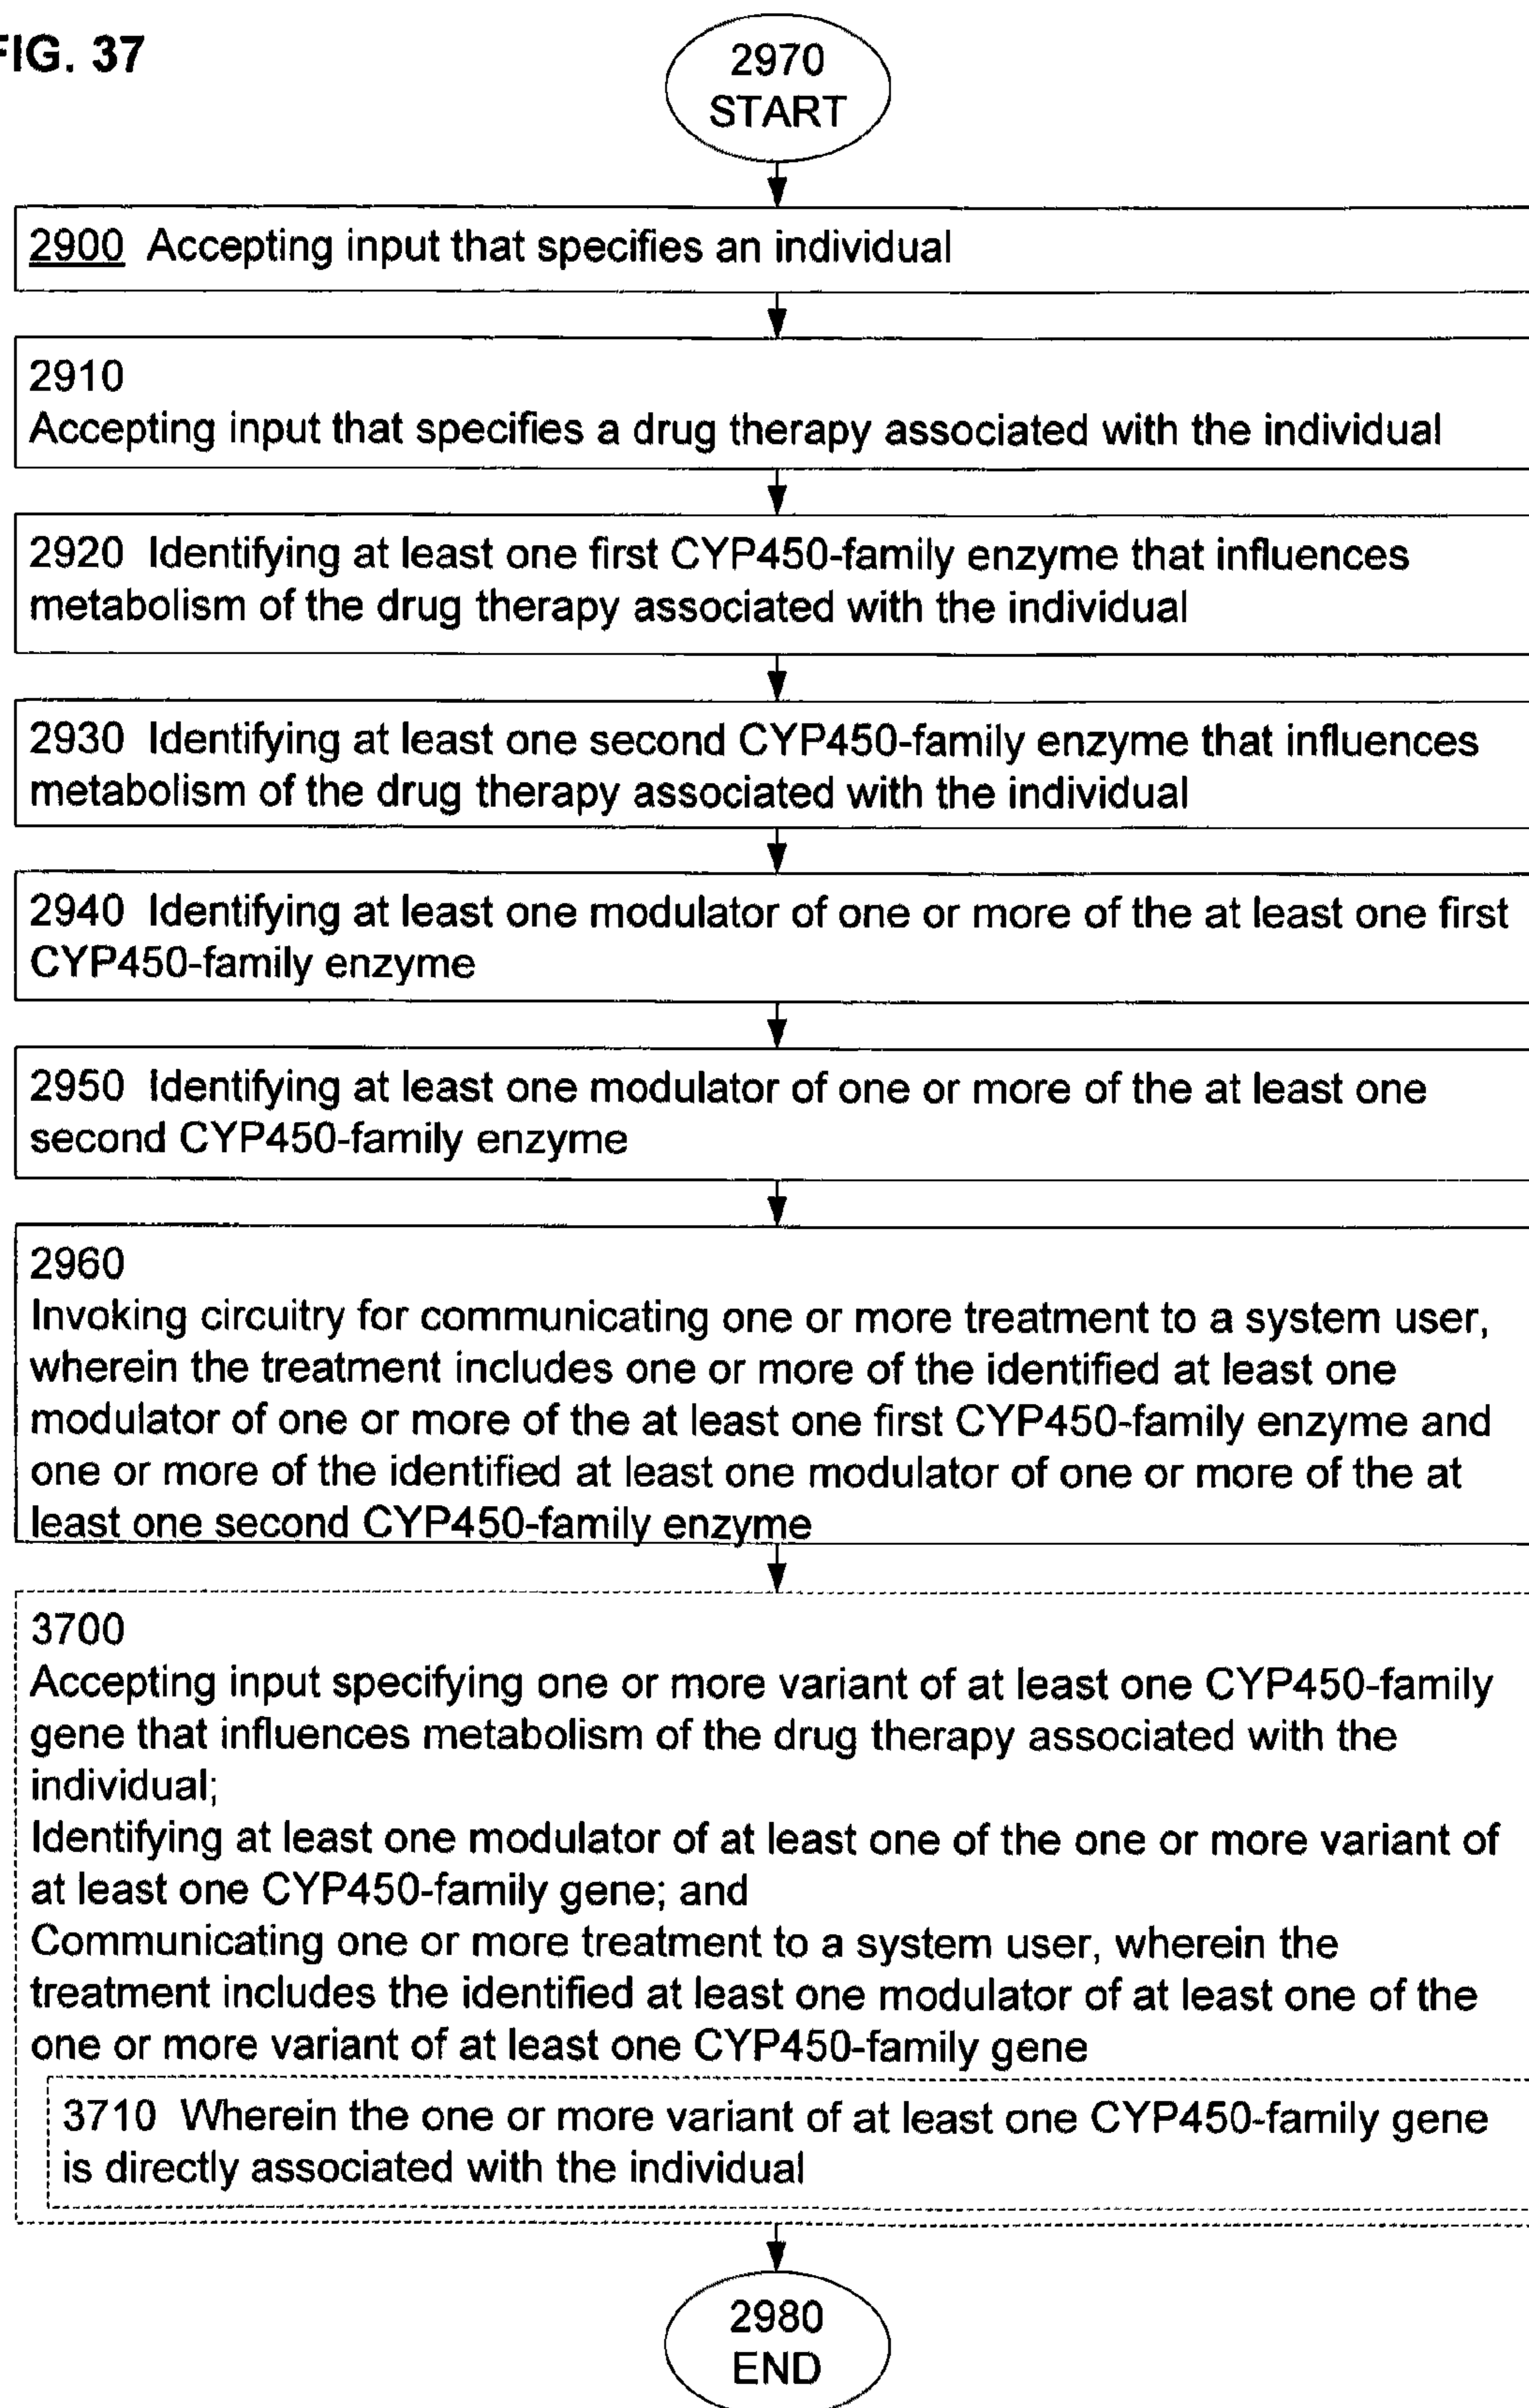 FIG. 37
2970
START
2900 Accepting input that specifies an individual
2910
Accepting input that specifies a drug therapy associated with the individual
2920 Identifying at least one first CYP450-family enzyme that influences
metabolism of the drug therapy associated with the individual
2930 Identifying at least one second CYP450-family enzyme that influences
metabolism of the drug therapy associated with the individual
2940 Identifying at least one modulator of one or more of the at least one first
CYP450-family enzyme
2950 Identifying at least one modulator of one or more of the at least one
second CYP450-family enzyme
2960
Invoking circuitry for communicating one or more treatment to a system user,
wherein the treatment includes one or more of the identified at least one
modulator of one or more of the at least one first CYP450-family enzyme and
one or more of the identified at least one modulator of one or more of the at
least one second CYP450-family enzyme
3700
Accepting input specifying one or more variant of at least one CYP450-family
gene that influences metabolism of the drug therapy associated with the
individual;
Identifying at least one modulator of at least one of the one or more variant of
at least one CYP450-family gene; and
Communicating one or more treatment to a system user, wherein the
treatment includes the identified at least one modulator of at least one of the
one or more variant of at least one CYP450-family gene
3710 Wherein the one or more variant of at least one CYP450-family gene
is directly associated with the individual
2980
END